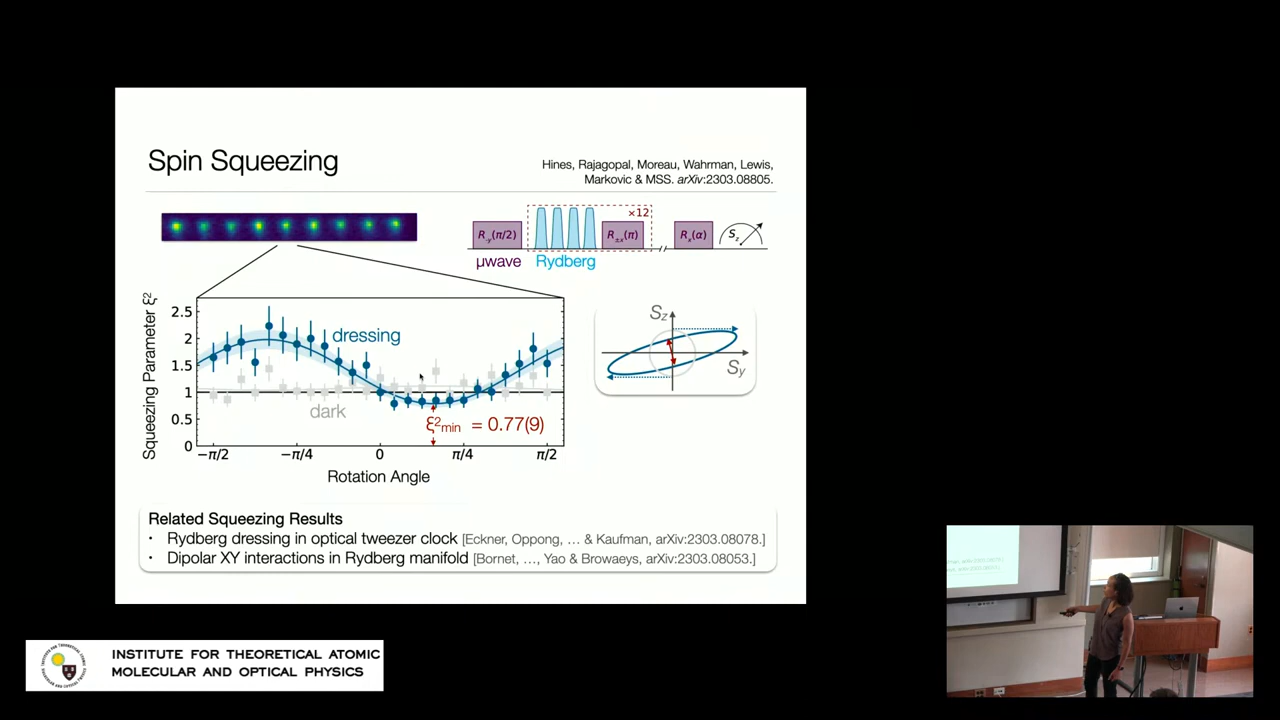 Spin Squeezing
Hines, Rajagopal, Moreau, Wahrman, Lewis,
Markovic & MSS. arXiv:2303.08805.
×12
R-y(π/2)
R±x(π)
Rx(α)
Sz
μwave
Rydberg
Squeezing Parameter ξ²
2.5
2
1.5
1
0.5
0
dressing
dark
ξ²min = 0.77(9)
−π/2
−π/4
0
π/4
π/2
Rotation Angle
Sz
Sy
Related Squeezing Results
• Rydberg dressing in optical tweezer clock [Eckner, Oppong, … & Kaufman, arXiv:2303.08078.]
• Dipolar XY interactions in Rydberg manifold [Bornet, …, Yao & Browaeys, arXiv:2303.08053.]
INSTITUTE FOR THEORETICAL ATOMIC
MOLECULAR AND OPTICAL PHYSICS